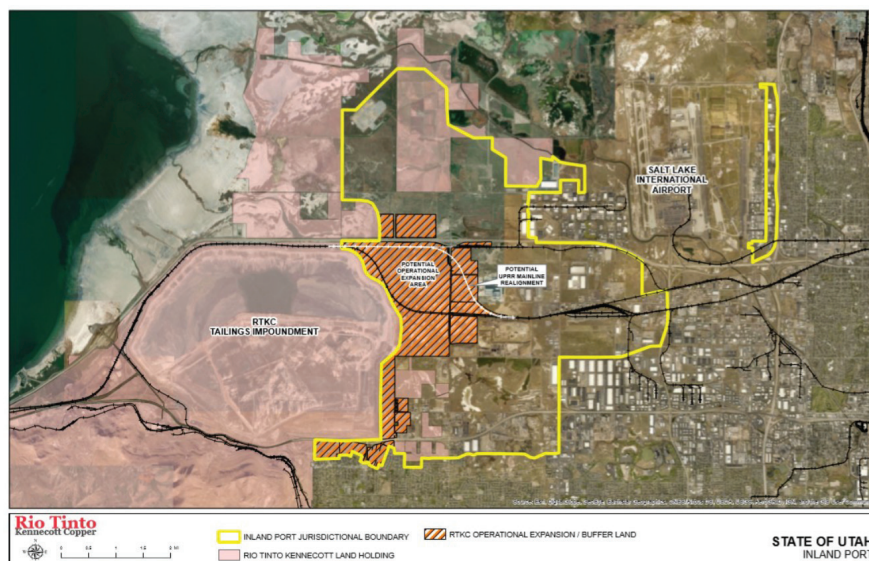 SALT LAKE
INTERNATIONAL
AIRPORT
POTENTIAL
OPERATIONAL
EXPANSION
AREA
POTENTIAL
UPRR MAINLINE
REALIGNMENT
RTKC
TAILINGS IMPOUNDMENT
Rio Tinto
Kennecott Copper
INLAND PORT JURISDICTIONAL BOUNDARY
RTKC OPERATIONAL EXPANSION / BUFFER LAND
RIO TINTO KENNECOTT LAND HOLDING
STATE OF UTAH
INLAND PORT